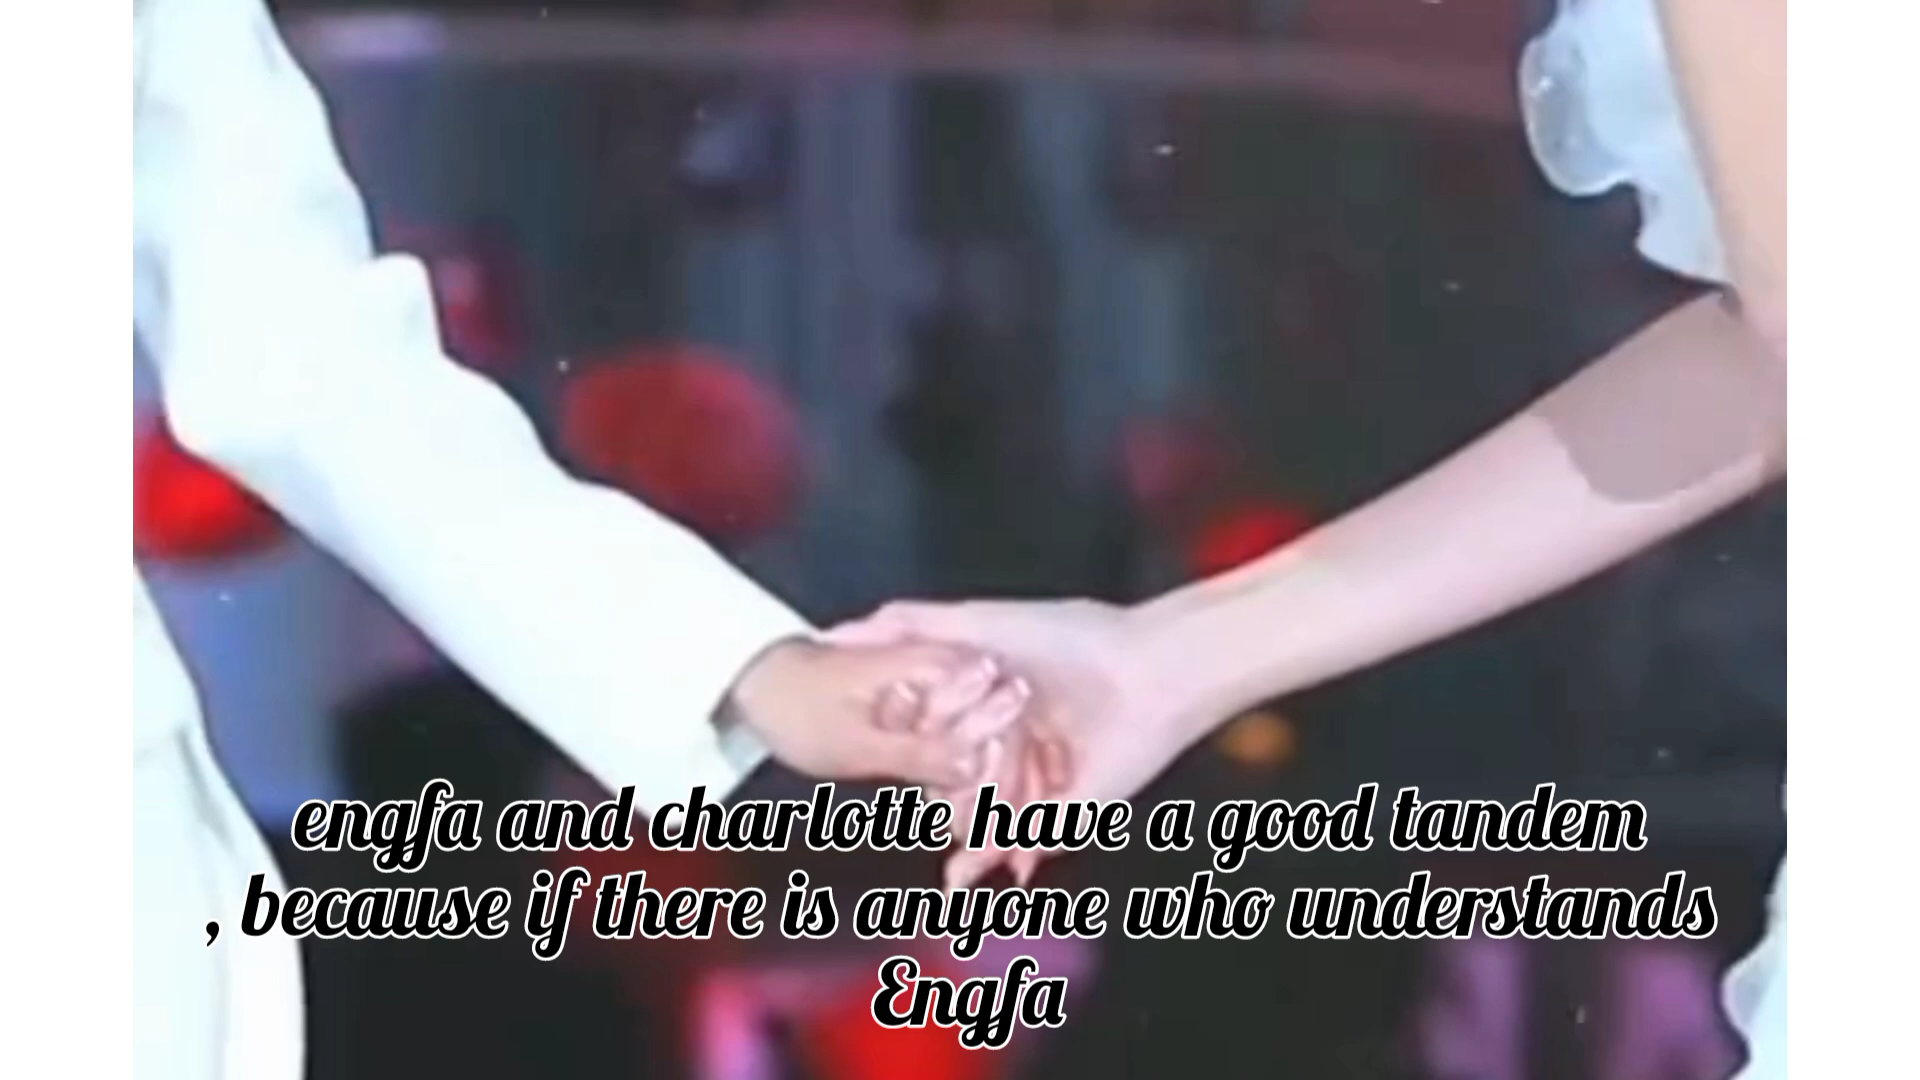 engfa and charlotte have a good tandem
, because if there is anyone who understands
Engfa